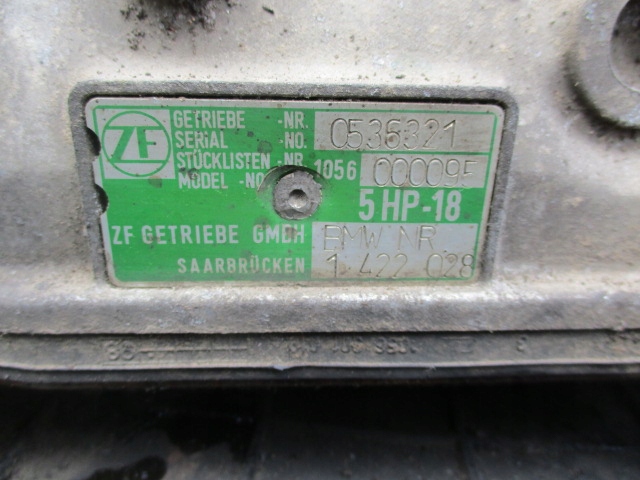 ZF
GETRIEBE -NR. 0536321
SERIAL -NO.
STÜCKLISTEN -NR. 1056 00009F
MODEL -NO.
5 HP-18
ZF GETRIEBE GMBH BMW NR
SAARBRÜCKEN 1 422 028